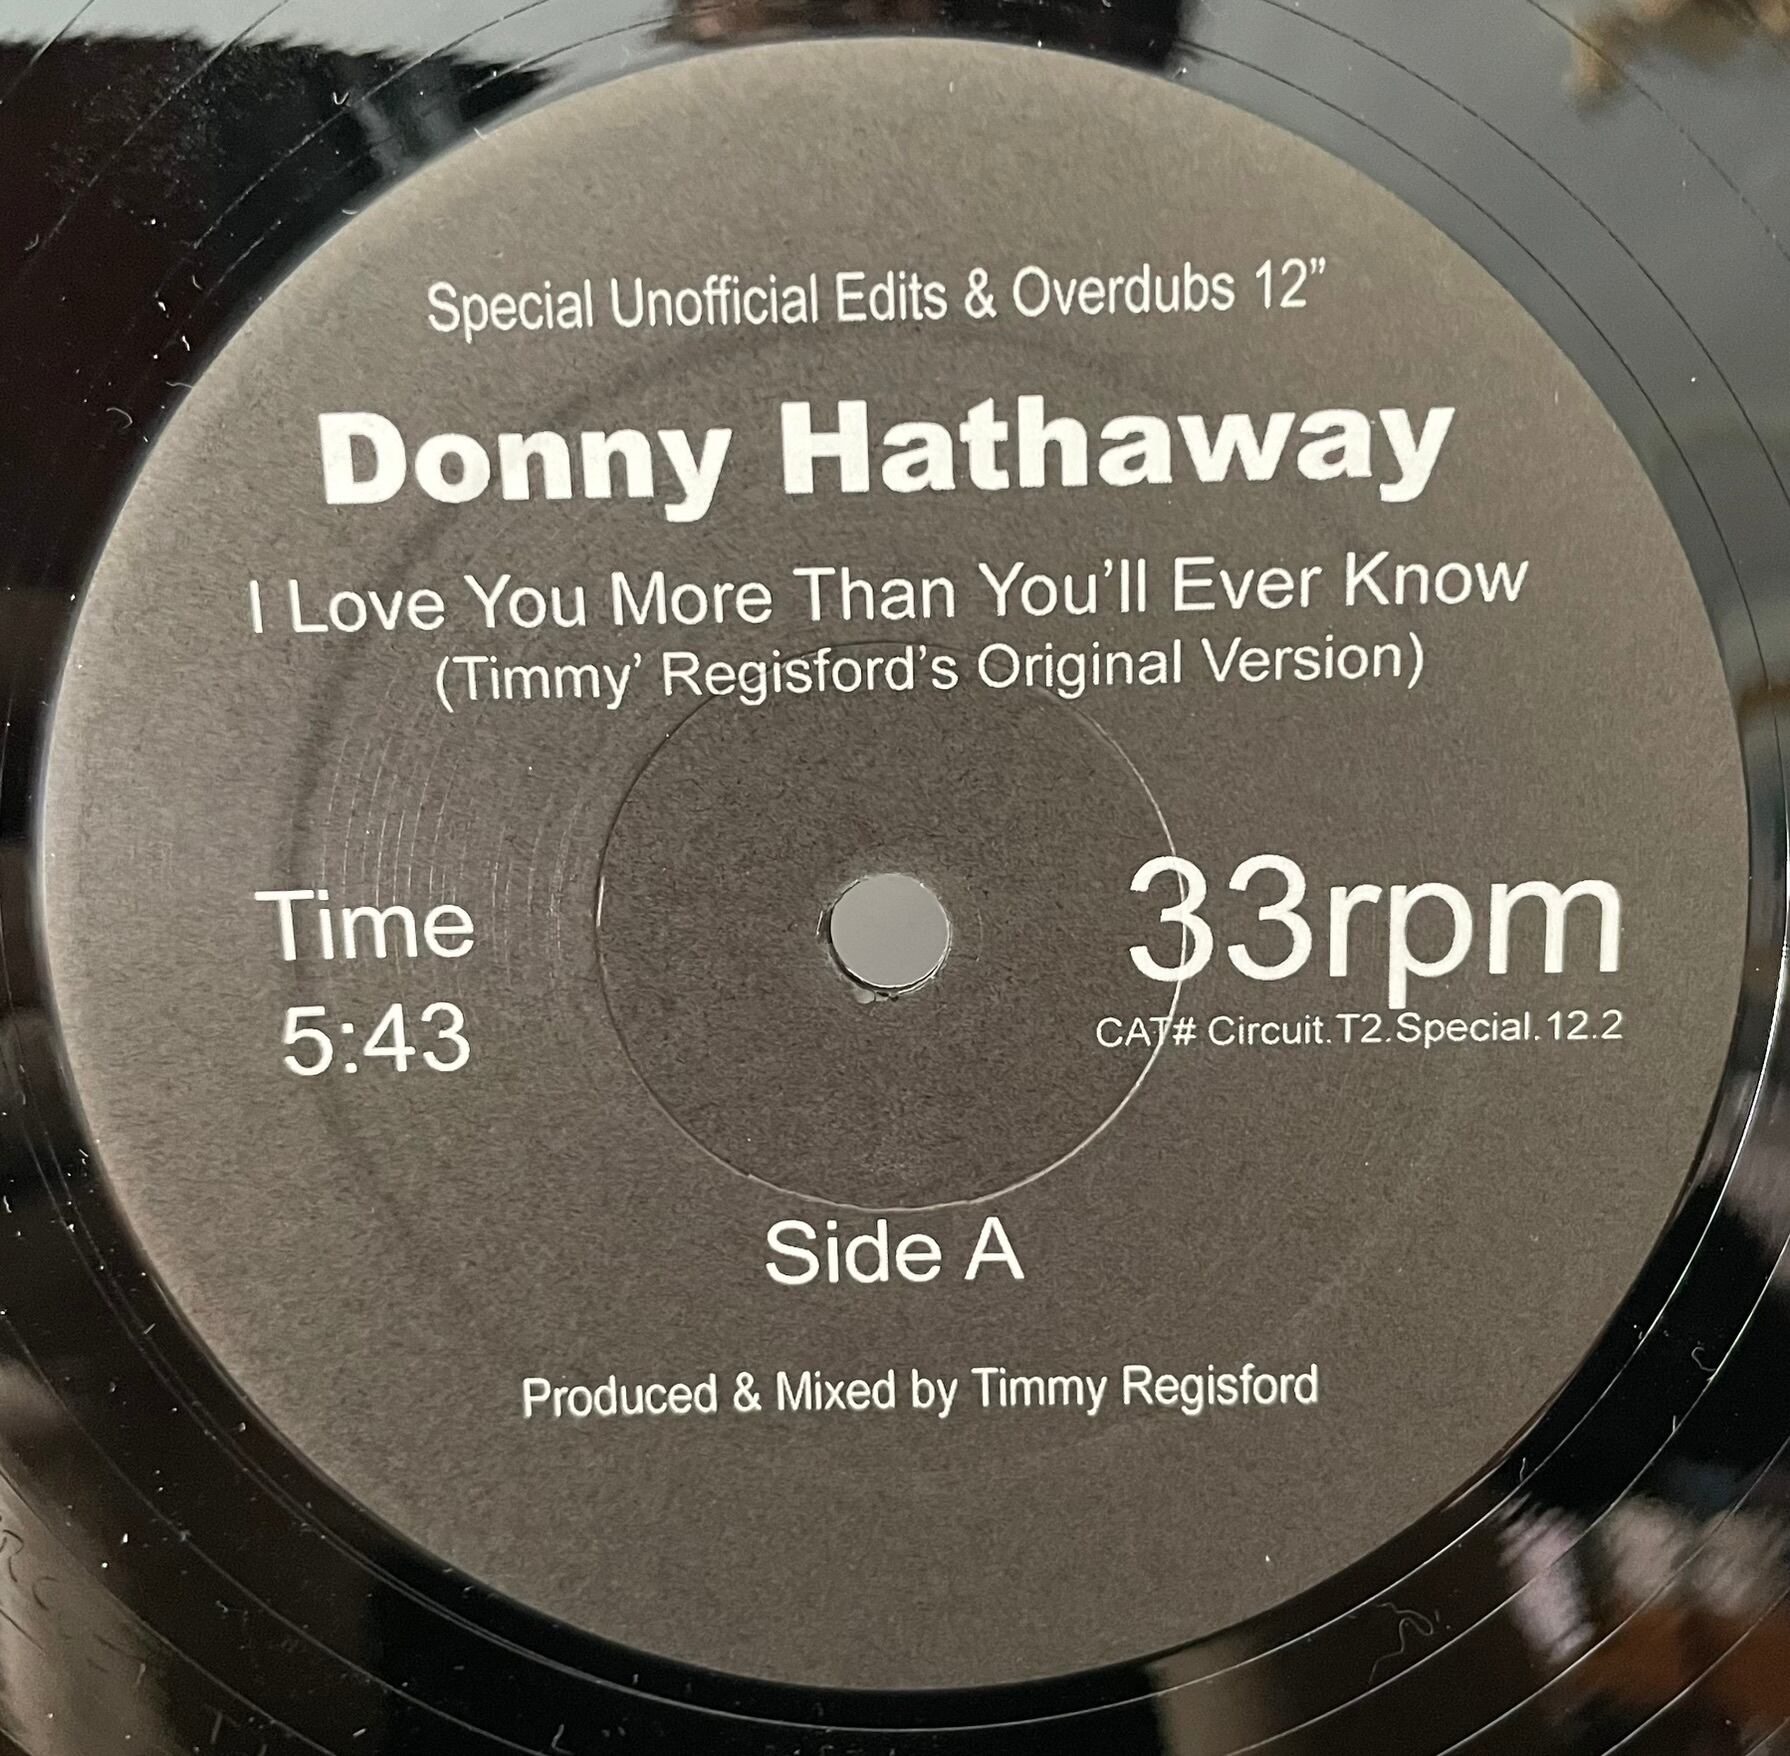 Special Unofficial Edits & Overdubs 12”
Donny Hathaway
I Love You More Than You’ll Ever Know
(Timmy’ Regisford’s Original Version)
Time
5:43
33rpm
CAT# Circuit.T2.Special.12.2
Side A
Produced & Mixed by Timmy Regisford